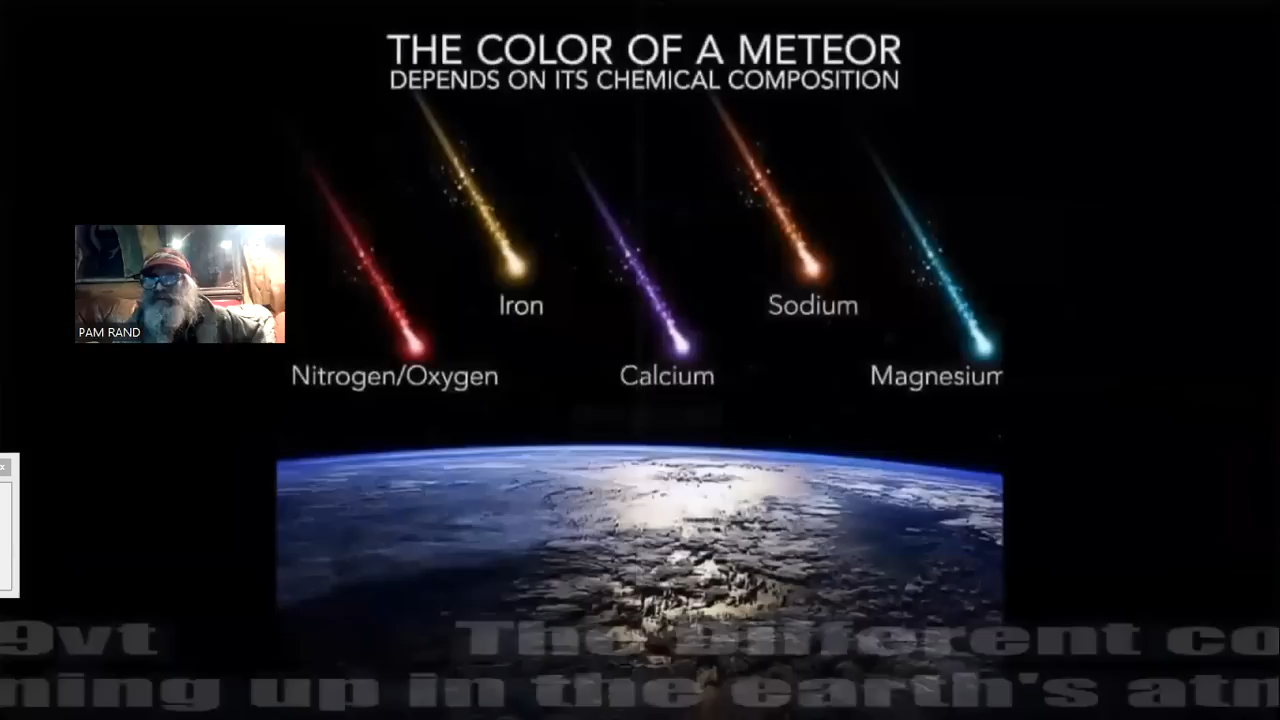 THE COLOR OF A METEOR
DEPENDS ON ITS CHEMICAL COMPOSITION
Iron
Sodium
PAM RAND
Nitrogen/Oxygen
Calcium
Magnesium
9vt The Different co
ning up in the earth's atm